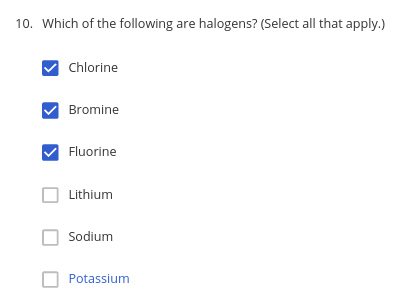 10. Which of the following are halogens? (Select all that apply.)
Chlorine
Bromine
Fluorine
Lithium
Sodium
Potassium